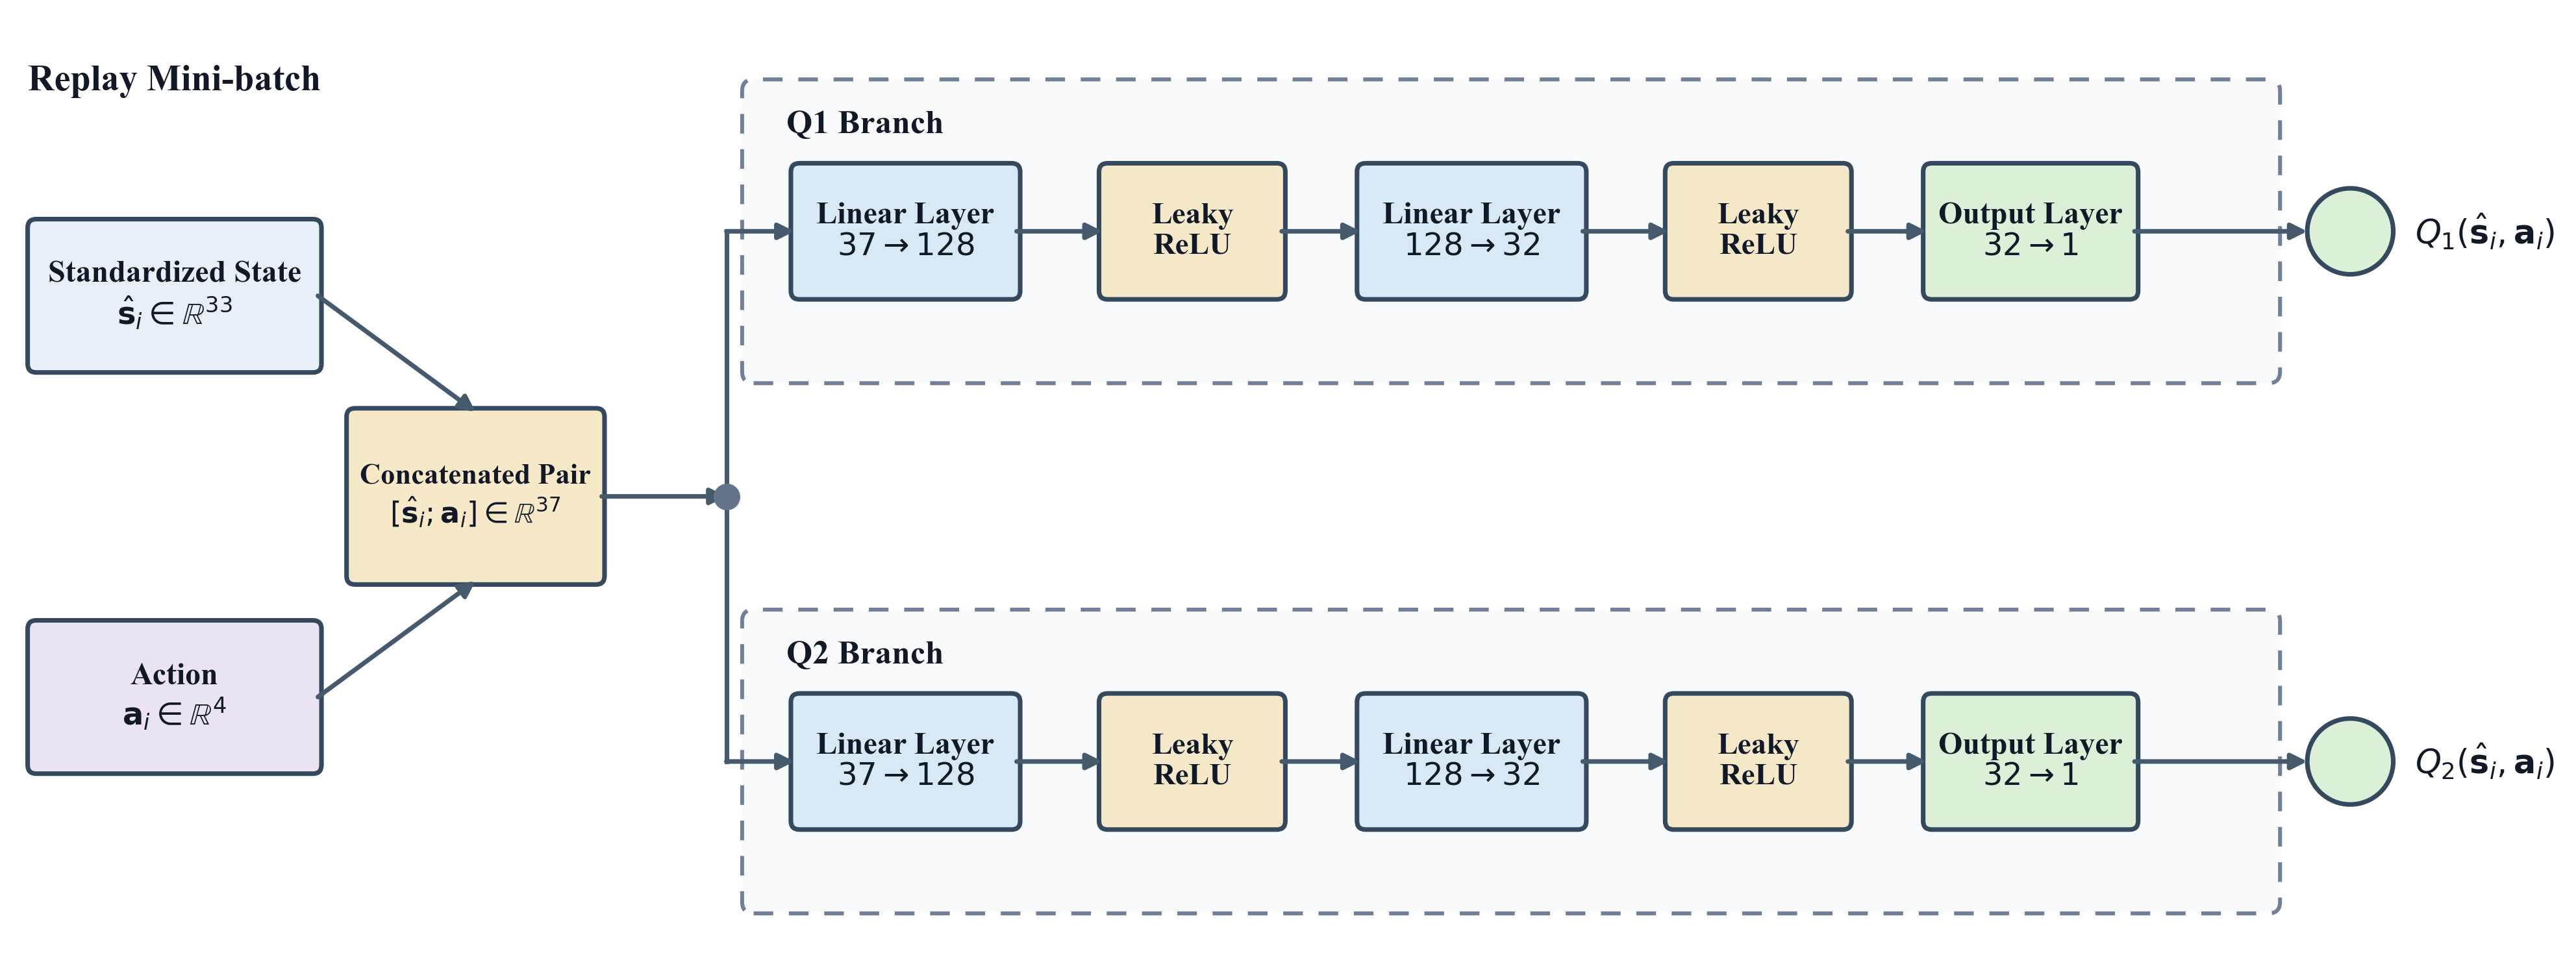 Replay Mini-batch
Standardized State
ŝᵢ ∈ ℝ³³
Action
aᵢ ∈ ℝ⁴
Concatenated Pair
[ŝᵢ; aᵢ] ∈ ℝ³⁷
Q1 Branch
Linear Layer
37 → 128
Leaky
ReLU
Linear Layer
128 → 32
Leaky
ReLU
Output Layer
32 → 1
Q₁(ŝᵢ, aᵢ)
Q2 Branch
Linear Layer
37 → 128
Leaky
ReLU
Linear Layer
128 → 32
Leaky
ReLU
Output Layer
32 → 1
Q₂(ŝᵢ, aᵢ)